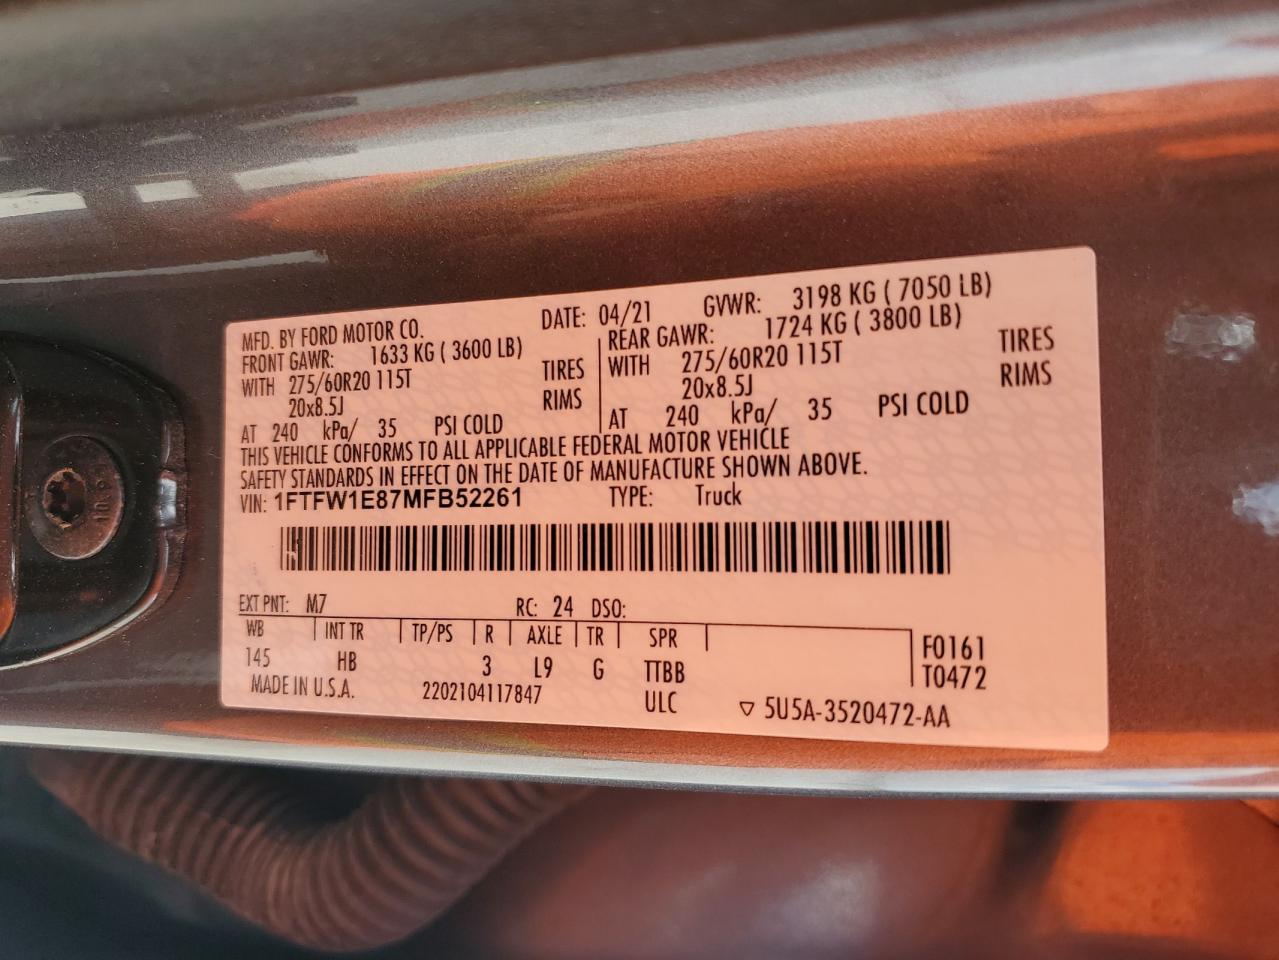 MFD. BY FORD MOTOR CO. DATE: 04/21 GVWR: 3198 KG ( 7050 LB)
FRONT GAWR: 1633 KG ( 3600 LB) REAR GAWR: 1724 KG ( 3800 LB)
WITH 275/60R20 115T TIRES WITH 275/60R20 115T TIRES
20x8.5J RIMS 20x8.5J RIMS
AT 240 kPa/ 35 PSI COLD AT 240 kPa/ 35 PSI COLD
THIS VEHICLE CONFORMS TO ALL APPLICABLE FEDERAL MOTOR VEHICLE
SAFETY STANDARDS IN EFFECT ON THE DATE OF MANUFACTURE SHOWN ABOVE.
VIN: 1FTFW1E87MFB52261 TYPE: Truck
EXT PNT: M7 RC: 24 DSO:
WB INT TR TP/PS R AXLE TR SPR F0161
145 HB 3 L9 G TTBB T0472
MADE IN U.S.A. 2202104117847 ULC ▽ 5U5A-3520472-AA